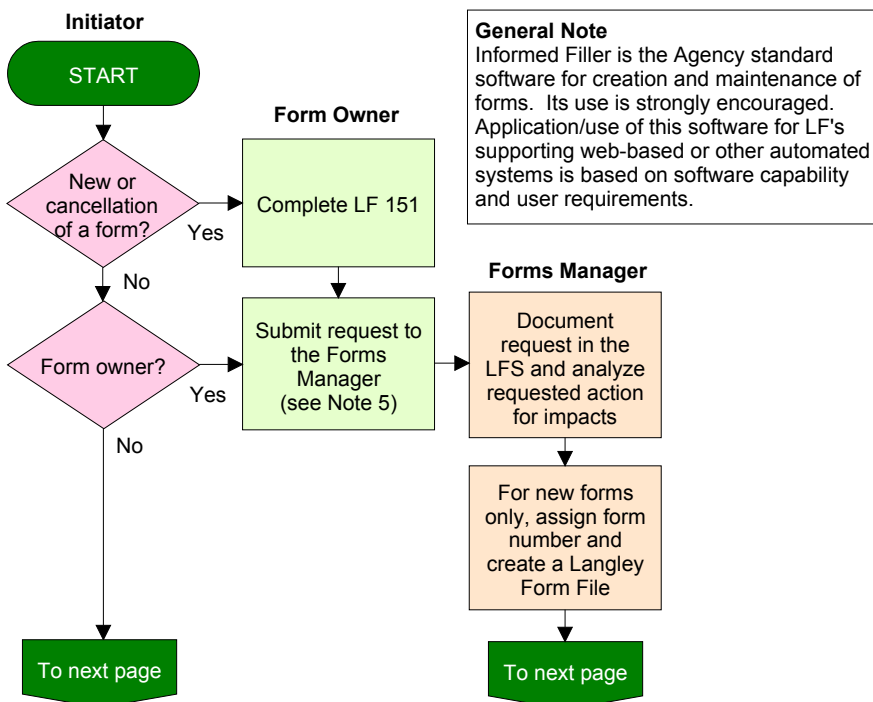 Initiator
START
New or
cancellation
of a form?
Yes
No
Form owner?
Yes
No
To next page
Form Owner
Complete LF 151
Submit request to
the Forms
Manager
(see Note 5)
General Note
Informed Filler is the Agency standard
software for creation and maintenance of
forms.  Its use is strongly encouraged.
Application/use of this software for LF's
supporting web-based or other automated
systems is based on software capability
and user requirements.
Forms Manager
Document
request in the
LFS and analyze
requested action
for impacts
For new forms
only, assign form
number and
create a Langley
Form File
To next page